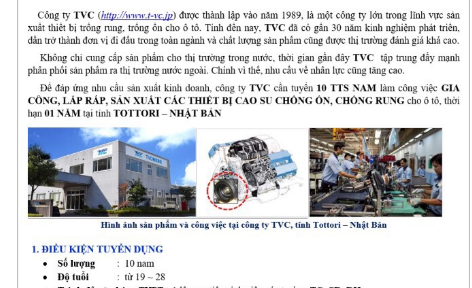 Công ty TVC (http://www.t-vc.jp) được thành lập vào năm 1989, là một công ty lớn trong lĩnh vực sản
xuất thiết bị trống rung, trống ồn cho ô tô. Tính đến nay, TVC đã có gần 30 năm kinh nghiệm phát triển,
dần trở thành đơn vị đi đầu trong toàn ngành và chất lượng sản phẩm cũng được thị trường đánh giá khá cao.
Không chỉ cung cấp sản phẩm cho thị trường trong nước, thời gian gần đây TVC tập trung đẩy mạnh
phân phối sản phẩm ra thị trường nước ngoài. Chính vì thế, nhu cầu về nhân lực cũng tăng cao.
Để đáp ứng nhu cầu sản xuất kinh doanh, công ty TVC cần tuyển 10 TTS NAM làm công việc GIA
CÔNG, LẮP RÁP, SẢN XUẤT CÁC THIẾT BỊ CAO SU CHỐNG ỒN, CHỐNG RUNG cho ô tô, thời
hạn 01 NĂM tại tỉnh TOTTORI – NHẬT BẢN
Hình ảnh sản phẩm và công việc tại công ty TVC, tỉnh Tottori – Nhật Bản
1. ĐIỀU KIỆN TUYỂN DỤNG
• Số lượng : 10 nam
• Độ tuổi : từ 19 ~ 28